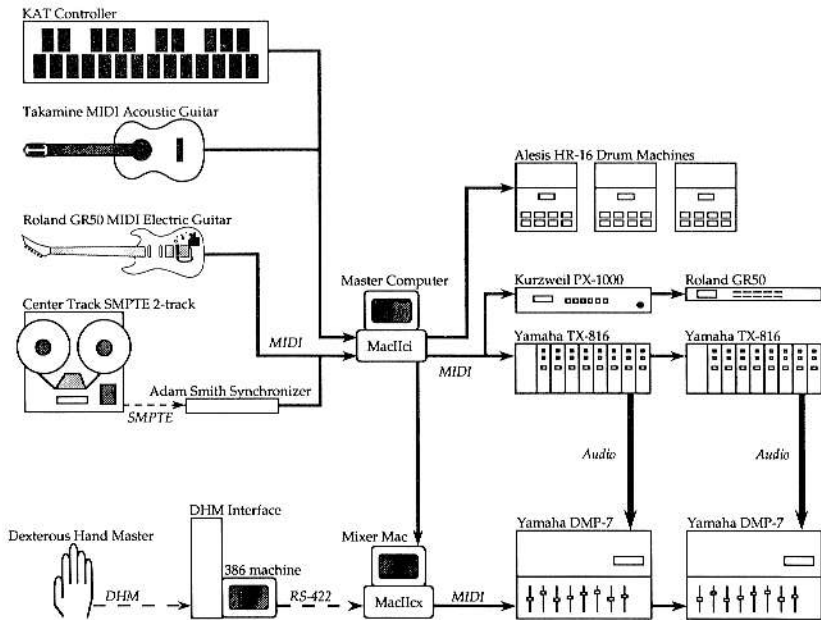 KAT Controller
Takamine MIDI Acoustic Guitar
Alesis HR-16 Drum Machines
Roland GR50 MIDI Electric Guitar
Master Computer
Kurzweil PX-1000
Roland GR50
Center Track SMPTE 2-track
MIDI
MacIIci
MIDI
Yamaha TX-816
Yamaha TX-816
Adam Smith Synchronizer
SMPTE
Audio
Audio
DHM Interface
Dexterous Hand Master
Mixer Mac
Yamaha DMP-7
Yamaha DMP-7
386 machine
DHM
RS-422
MacIIcx
MIDI